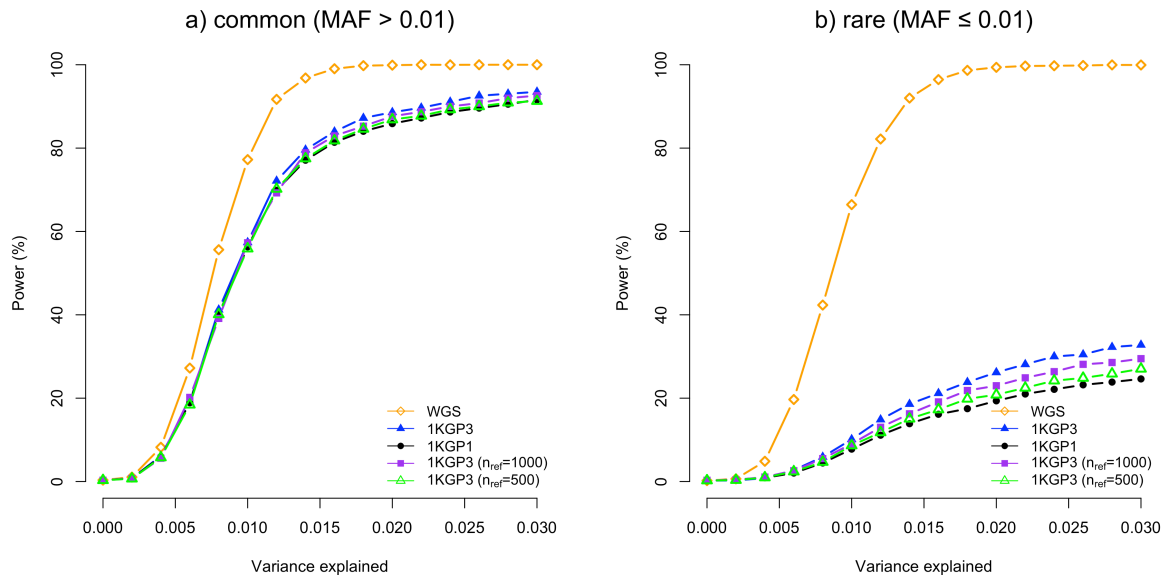 a) common (MAF > 0.01)
Power (%)
100
80
60
40
20
0
WGS
1KGP3
1KGP1
1KGP3 (nref=1000)
1KGP3 (nref=500)
0.000 0.005 0.010 0.015 0.020 0.025 0.030
Variance explained
b) rare (MAF ≤ 0.01)
Power (%)
100
80
60
40
20
0
WGS
1KGP3
1KGP1
1KGP3 (nref=1000)
1KGP3 (nref=500)
0.000 0.005 0.010 0.015 0.020 0.025 0.030
Variance explained